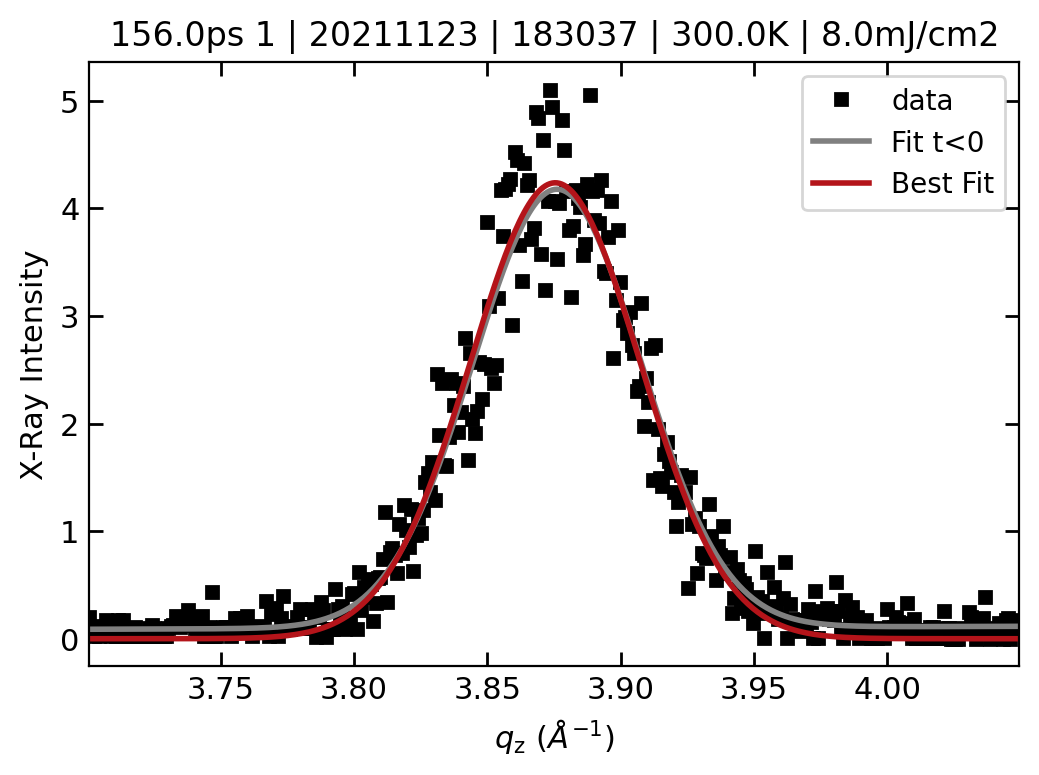 156.0ps 1 | 20211123 | 183037 | 300.0K | 8.0mJ/cm2
5
4
3
2
1
0
X-Ray Intensity
data
Fit t<0
Best Fit
3.75 3.80 3.85 3.90 3.95 4.00
q_z (Å⁻¹)